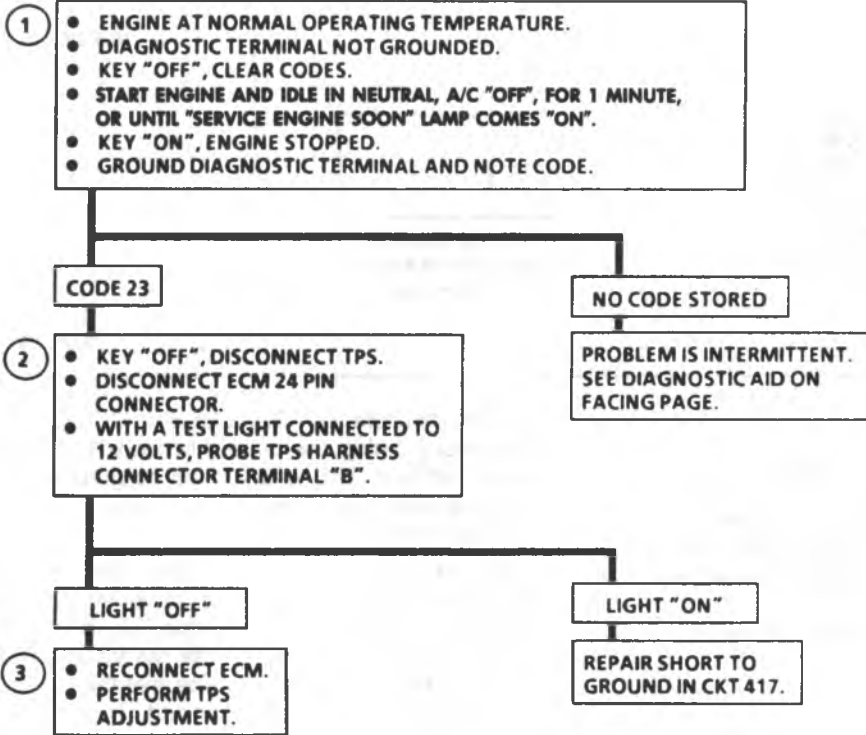 1
• ENGINE AT NORMAL OPERATING TEMPERATURE.
• DIAGNOSTIC TERMINAL NOT GROUNDED.
• KEY "OFF", CLEAR CODES.
• START ENGINE AND IDLE IN NEUTRAL, A/C "OFF", FOR 1 MINUTE,
OR UNTIL "SERVICE ENGINE SOON" LAMP COMES "ON".
• KEY "ON", ENGINE STOPPED.
• GROUND DIAGNOSTIC TERMINAL AND NOTE CODE.
CODE 23
NO CODE STORED
2
• KEY "OFF", DISCONNECT TPS.
• DISCONNECT ECM 24 PIN
CONNECTOR.
• WITH A TEST LIGHT CONNECTED TO
12 VOLTS, PROBE TPS HARNESS
CONNECTOR TERMINAL "B".
PROBLEM IS INTERMITTENT.
SEE DIAGNOSTIC AID ON
FACING PAGE.
LIGHT "OFF"
LIGHT "ON"
3
• RECONNECT ECM.
• PERFORM TPS
ADJUSTMENT.
REPAIR SHORT TO
GROUND IN CKT 417.